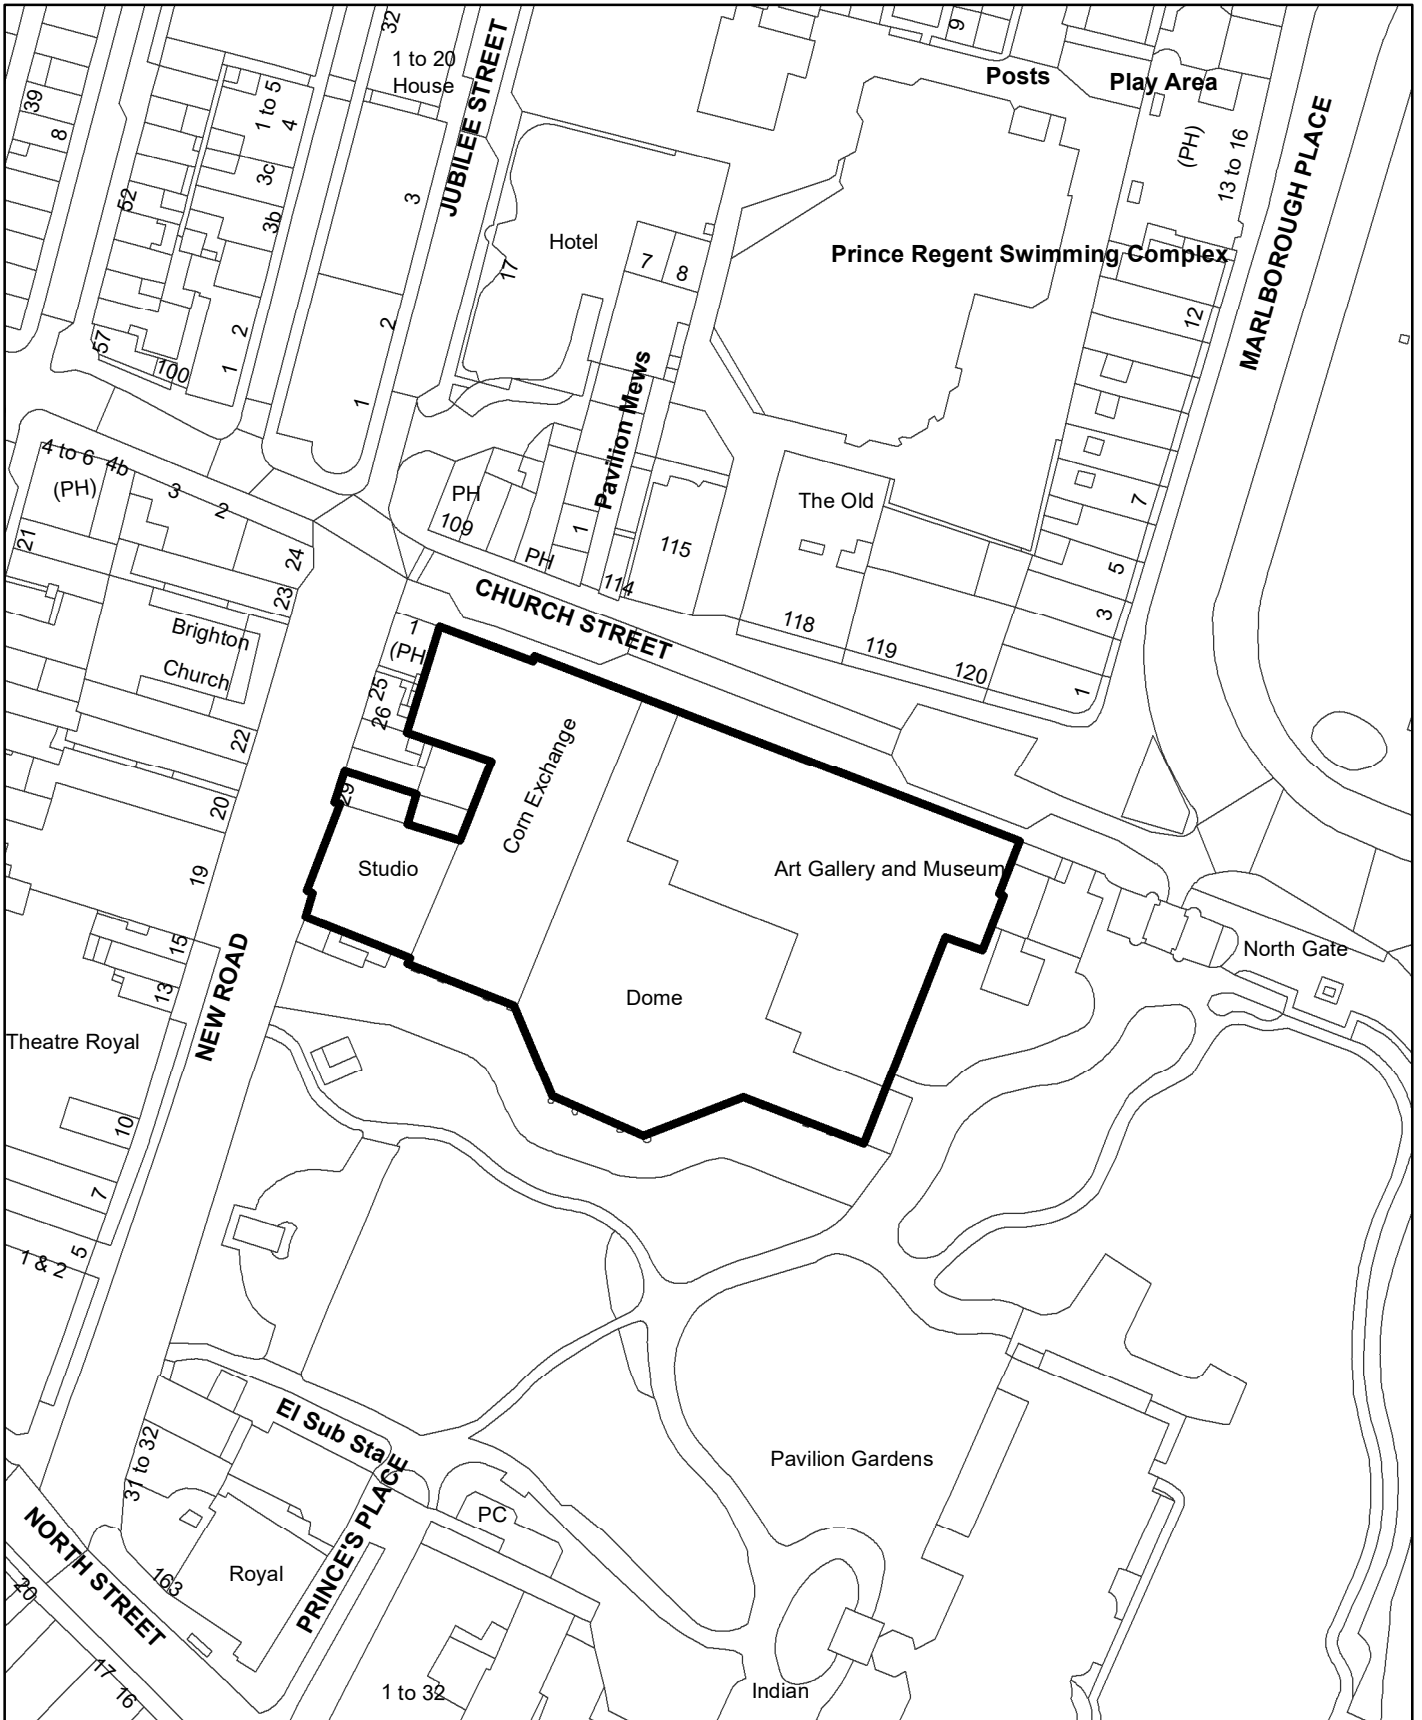 32
1 to 20
House
JUBILEE STREET
9
Posts
Play Area
(PH)
13 to 16
MARLBOROUGH PLACE
39
8
1 to 5
4
3c
3b
52
3
17
Hotel
7
8
Prince Regent Swimming Complex
12
57
100
2
1
2
1
Pavilion Mews
4 to 6
4b
(PH)
3
2
21
24
23
PH
109
PH
1
114
115
The Old
7
5
3
1
118
119
120
CHURCH STREET
Brighton
Church
1
(PH
25
26
22
29
20
19
Corn Exchange
Studio
Art Gallery and Museum
North Gate
15
13
NEW ROAD
Dome
Theatre Royal
10
7
5
1 & 2
El Sub Sta
PRINCE'S PLACE
31 to 32
Pavilion Gardens
PC
NORTH STREET
163
Royal
20
17
16
1 to 32
Indian